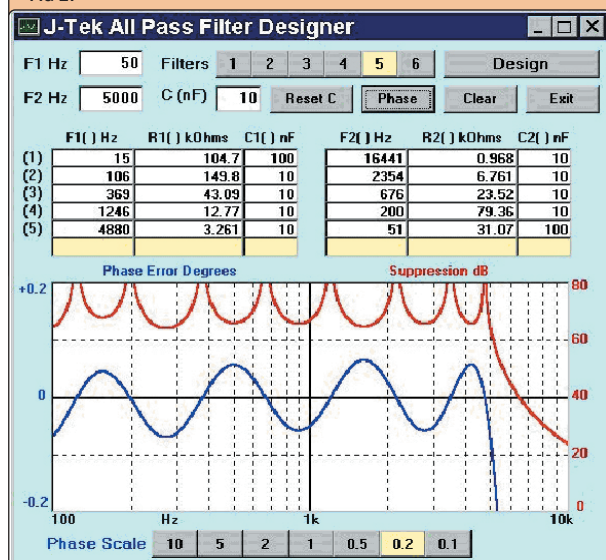 J-Tek All Pass Filter Designer
F1 Hz 50 Filters 1 2 3 4 5 6 Design
F2 Hz 5000 C (nF) 10 Reset C Phase Clear Exit
F1( ) Hz R1( ) kOhms C1( ) nF F2( ) Hz R2( ) kOhms C2( ) nF
(1) 15 104.7 100 16441 0.968 10
(2) 106 149.8 10 2354 6.761 10
(3) 369 43.09 10 676 23.52 10
(4) 1246 12.77 10 200 79.36 10
(5) 4880 3.261 10 51 31.07 100
Phase Error Degrees Suppression dB
+0.2 80
60
0 40
20
-0.2 0
100 Hz 1k 10k
Phase Scale 10 5 2 1 0.5 0.2 0.1